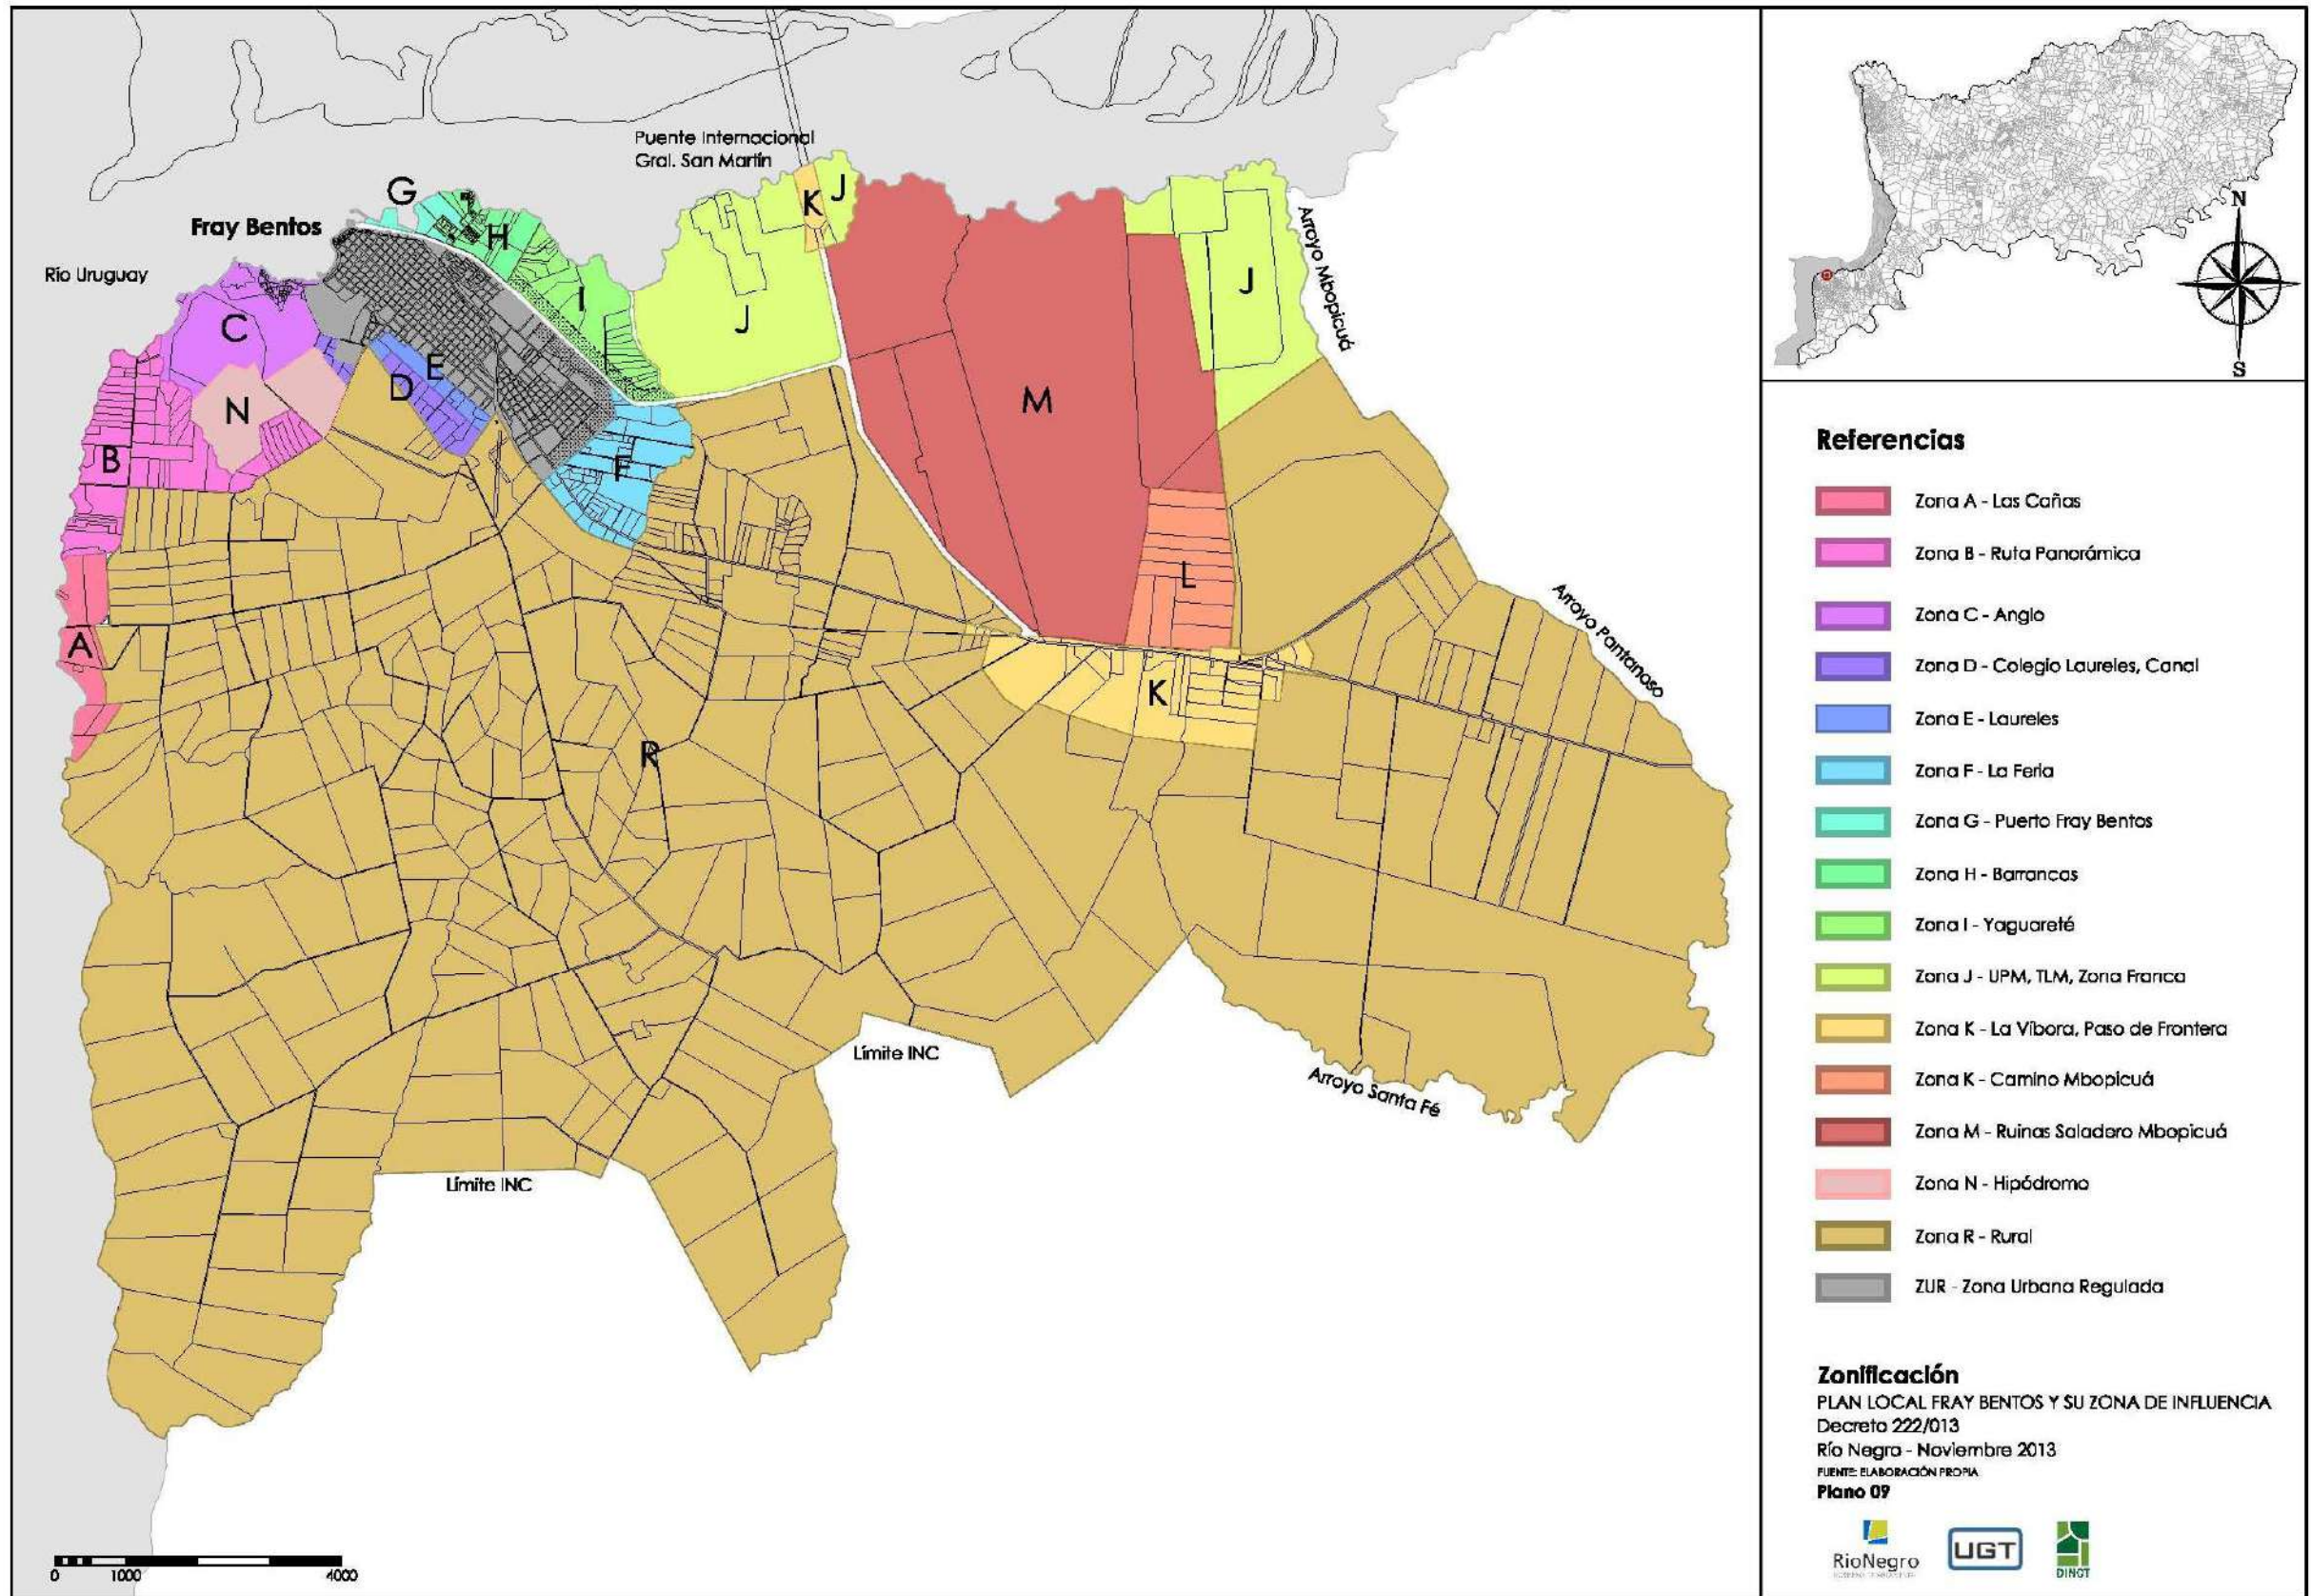 Puente Internacional
Gral. San Martín
G
K
J
Fray Bentos
H
Río Uruguay
I
J
J
Arroyo Mbopicuá
C
E
D
N
M
B
F
L
A
K
R
Arroyo Pantanoso
Límite INC
Arroyo Santa Fé
Límite INC
0 1000 4000
N
S
Referencias
Zona A - Las Cañas
Zona B - Ruta Panorámica
Zona C - Anglo
Zona D - Colegio Laureles, Canal
Zona E - Laureles
Zona F - La Feria
Zona G - Puerto Fray Bentos
Zona H - Barrancas
Zona I - Yaguareté
Zona J - UPM, TLM, Zona Franca
Zona K - La Víbora, Paso de Frontera
Zona K - Camino Mbopicuá
Zona M - Ruinas Saladero Mbopicuá
Zona N - Hipódromo
Zona R - Rural
ZUR - Zona Urbana Regulada
Zonificación
PLAN LOCAL FRAY BENTOS Y SU ZONA DE INFLUENCIA
Decreto 222/013
Río Negro - Noviembre 2013
FUENTE: ELABORACIÓN PROPIA
Plano 09
RioNegro
UGT
DINOT